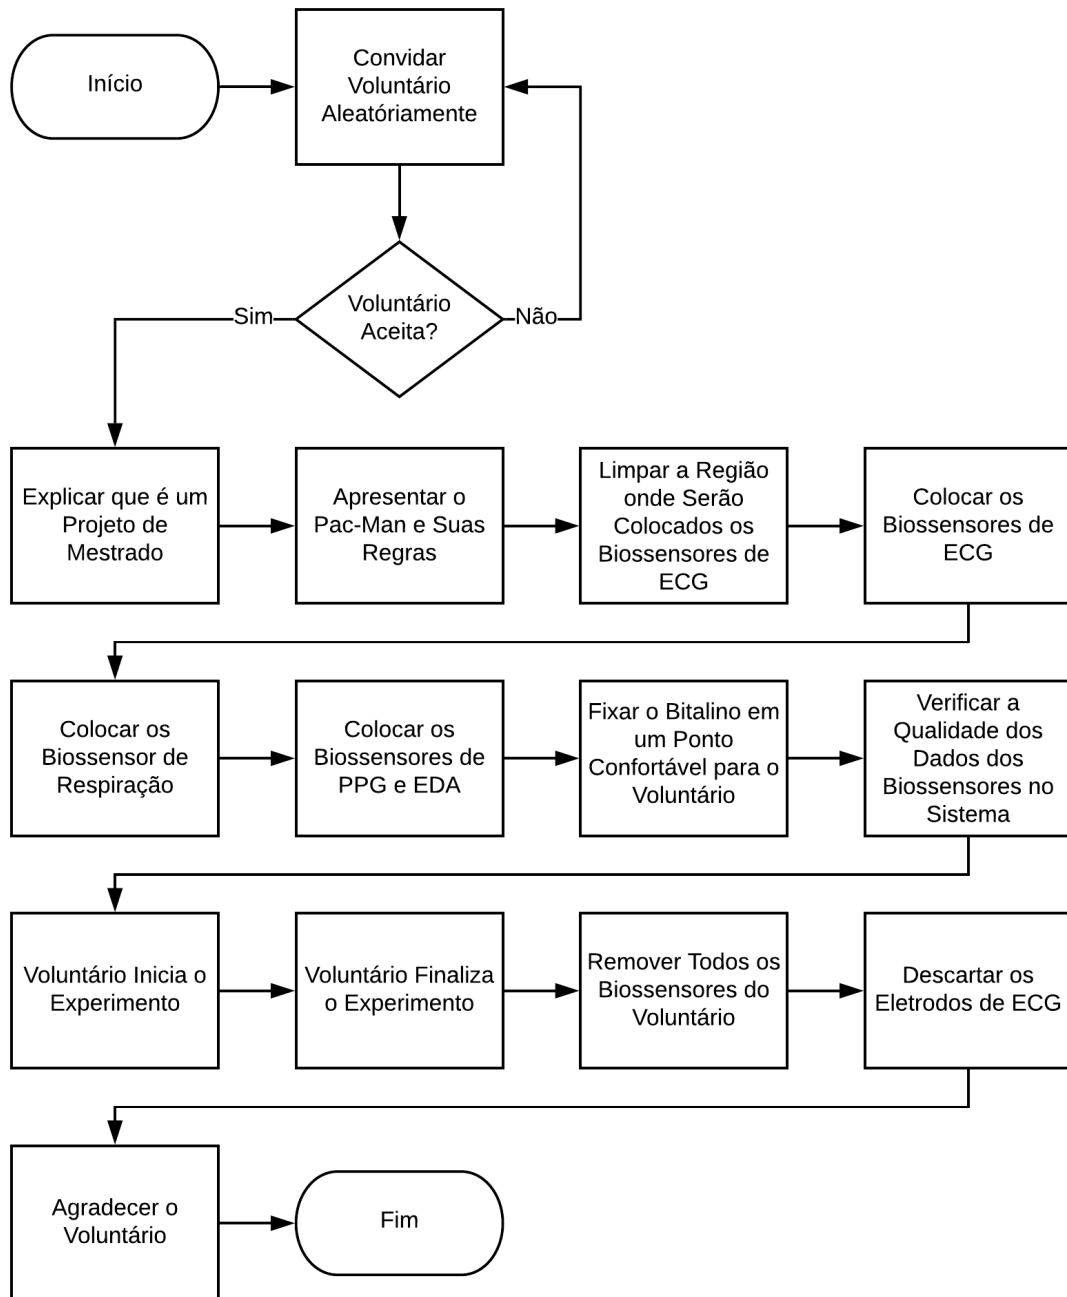 Início
Convidar
Voluntário
Aleatóriamente
Voluntário
Aceita?
Sim
Não
Explicar que é um
Projeto de
Mestrado
Apresentar o
Pac-Man e Suas
Regras
Limpar a Região
onde Serão
Colocados os
Biossensores de
ECG
Colocar os
Biossensores de
ECG
Colocar os
Biossensor de
Respiração
Colocar os
Biossensores de
PPG e EDA
Fixar o Bitalino em
um Ponto
Confortável para o
Voluntário
Verificar a
Qualidade dos
Dados dos
Biossensores no
Sistema
Voluntário Inicia o
Experimento
Voluntário Finaliza
o Experimento
Remover Todos os
Biossensores do
Voluntário
Descartar os
Eletrodos de ECG
Agradecer o
Voluntário
Fim